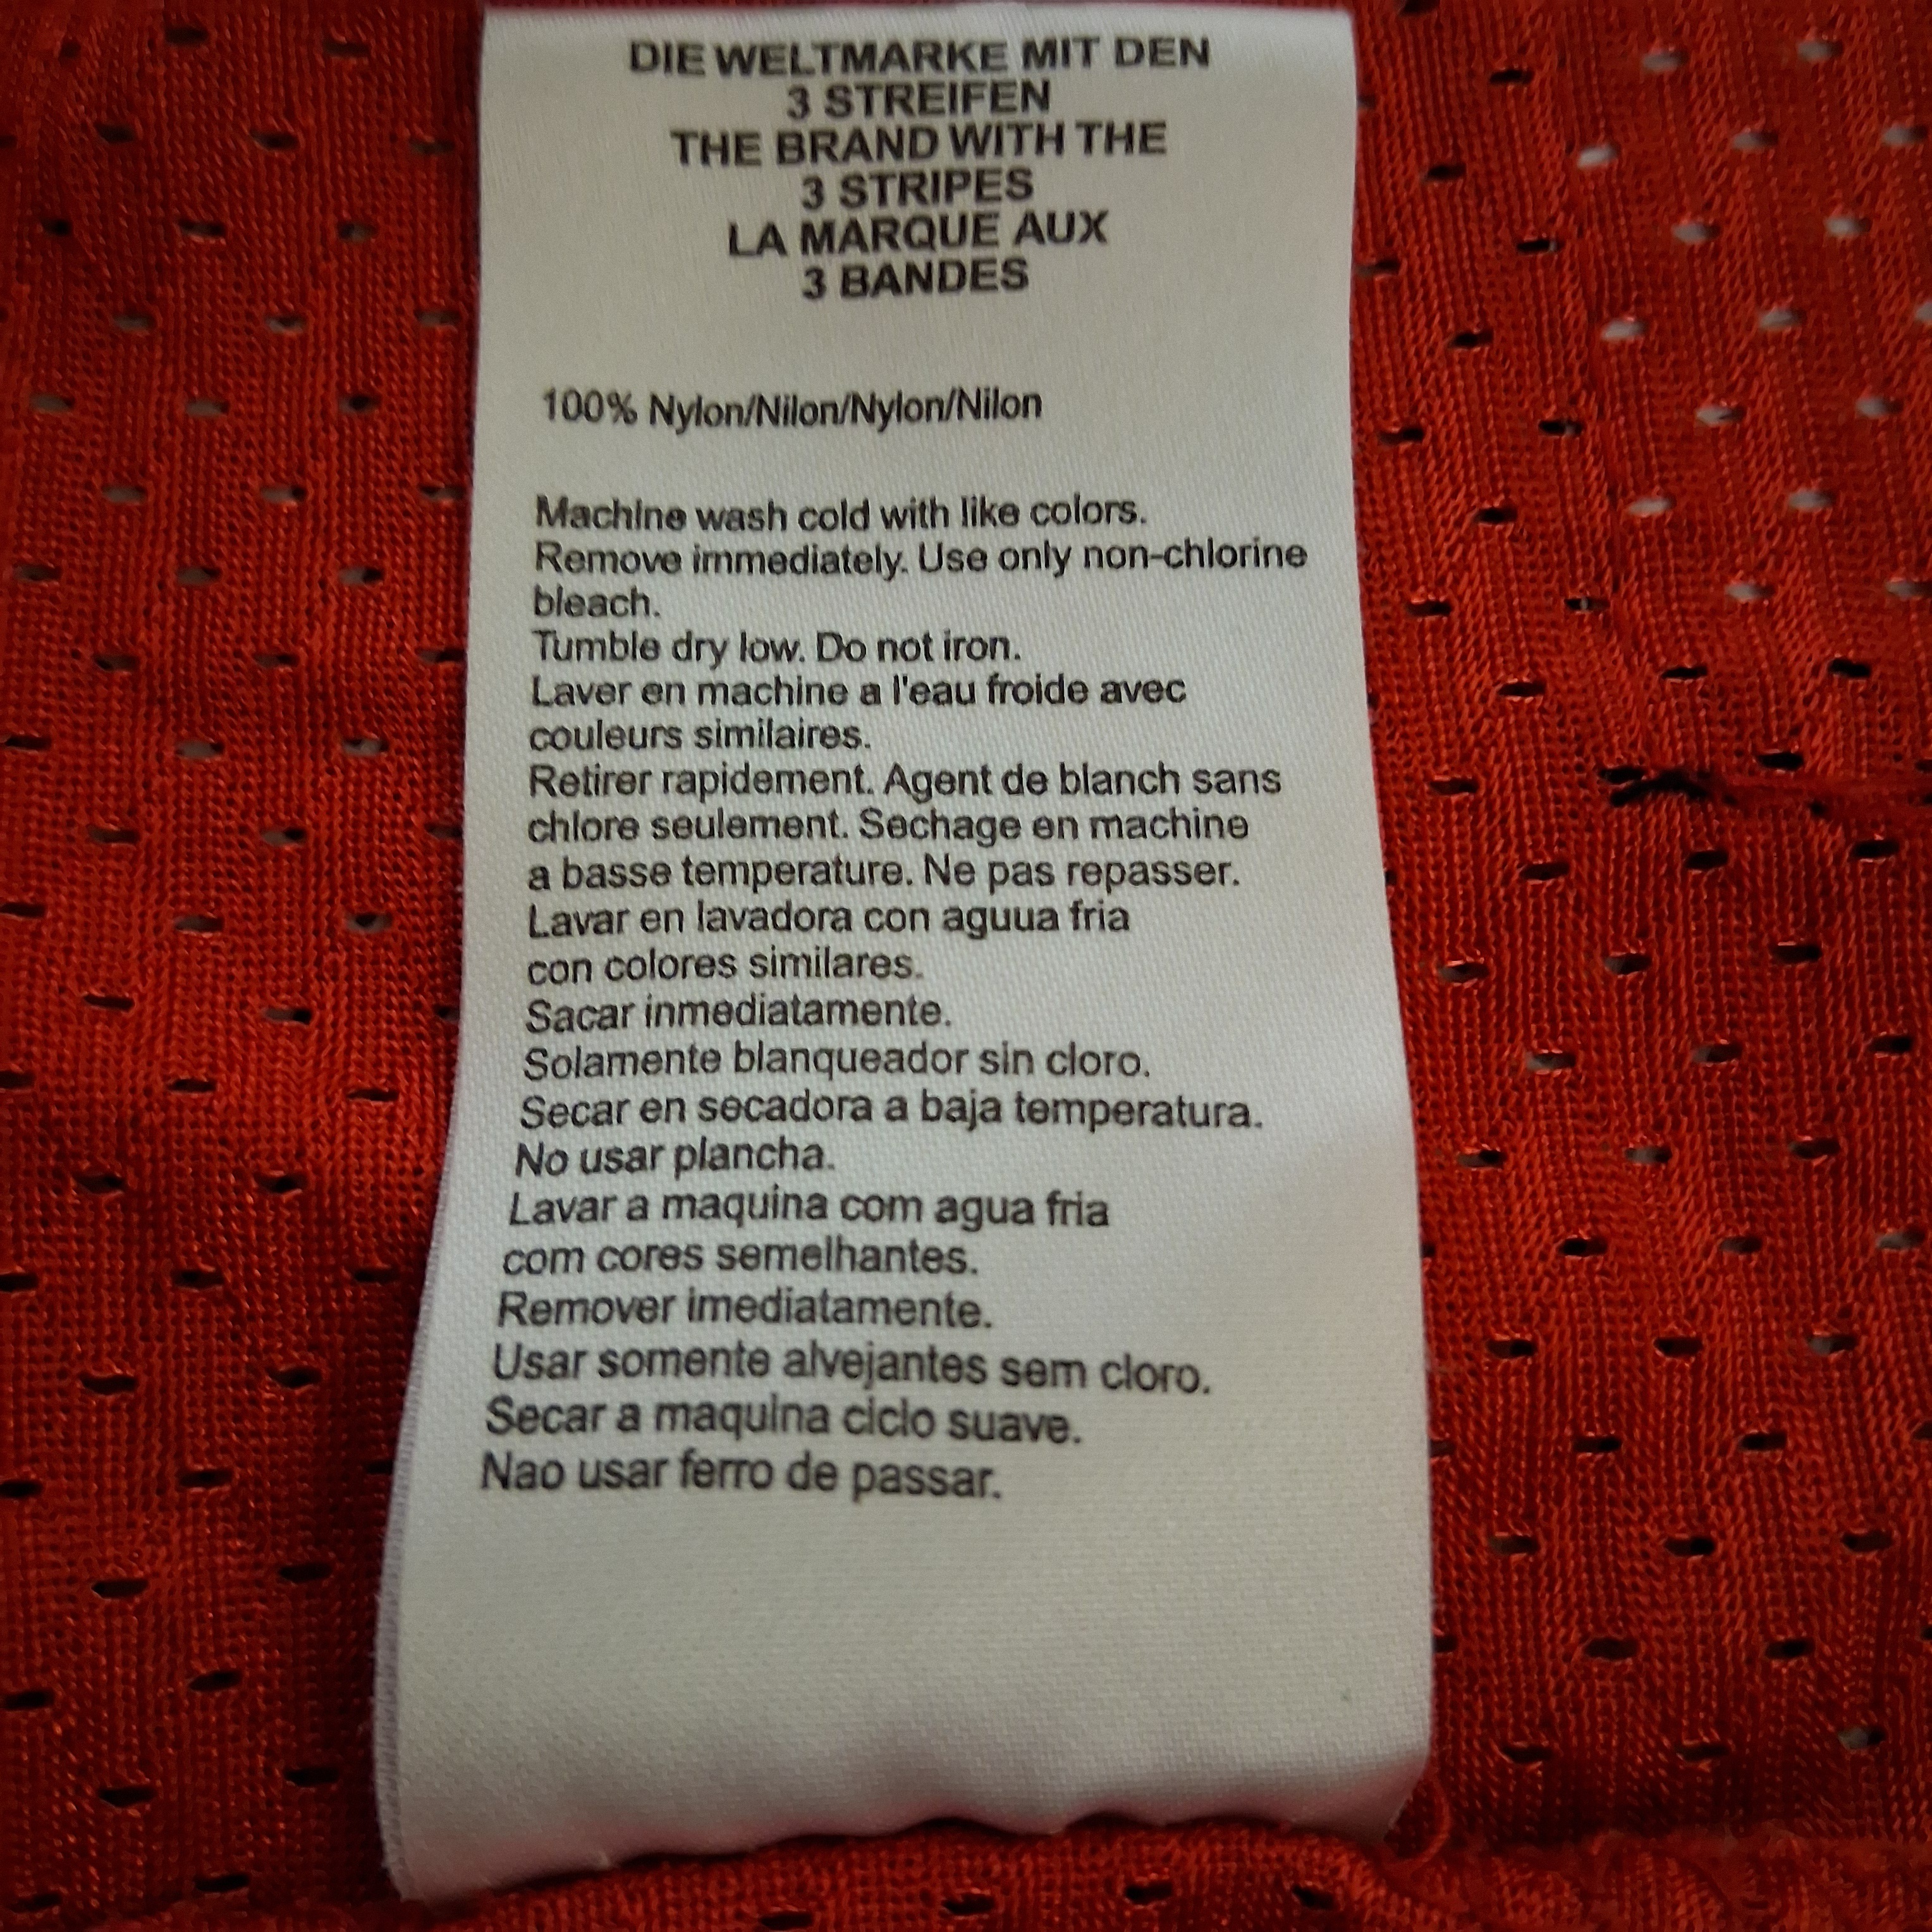 DIE WELTMARKE MIT DEN
3 STREIFEN
THE BRAND WITH THE
3 STRIPES
LA MARQUE AUX
3 BANDES
100% Nylon/Nilon/Nylon/Nilon
Machine wash cold with like colors.
Remove immediately. Use only non-chlorine
bleach.
Tumble dry low. Do not iron.
Laver en machine a l'eau froide avec
couleurs similaires.
Retirer rapidement. Agent de blanch sans
chlore seulement. Sechage en machine
a basse temperature. Ne pas repasser.
Lavar en lavadora con aguua fria
con colores similares.
Sacar inmediatamente.
Solamente blanqueador sin cloro.
Secar en secadora a baja temperatura.
No usar plancha.
Lavar a maquina com agua fria
com cores semelhantes.
Remover imediatamente.
Usar somente alvejantes sem cloro.
Secar a maquina ciclo suave.
Nao usar ferro de passar.